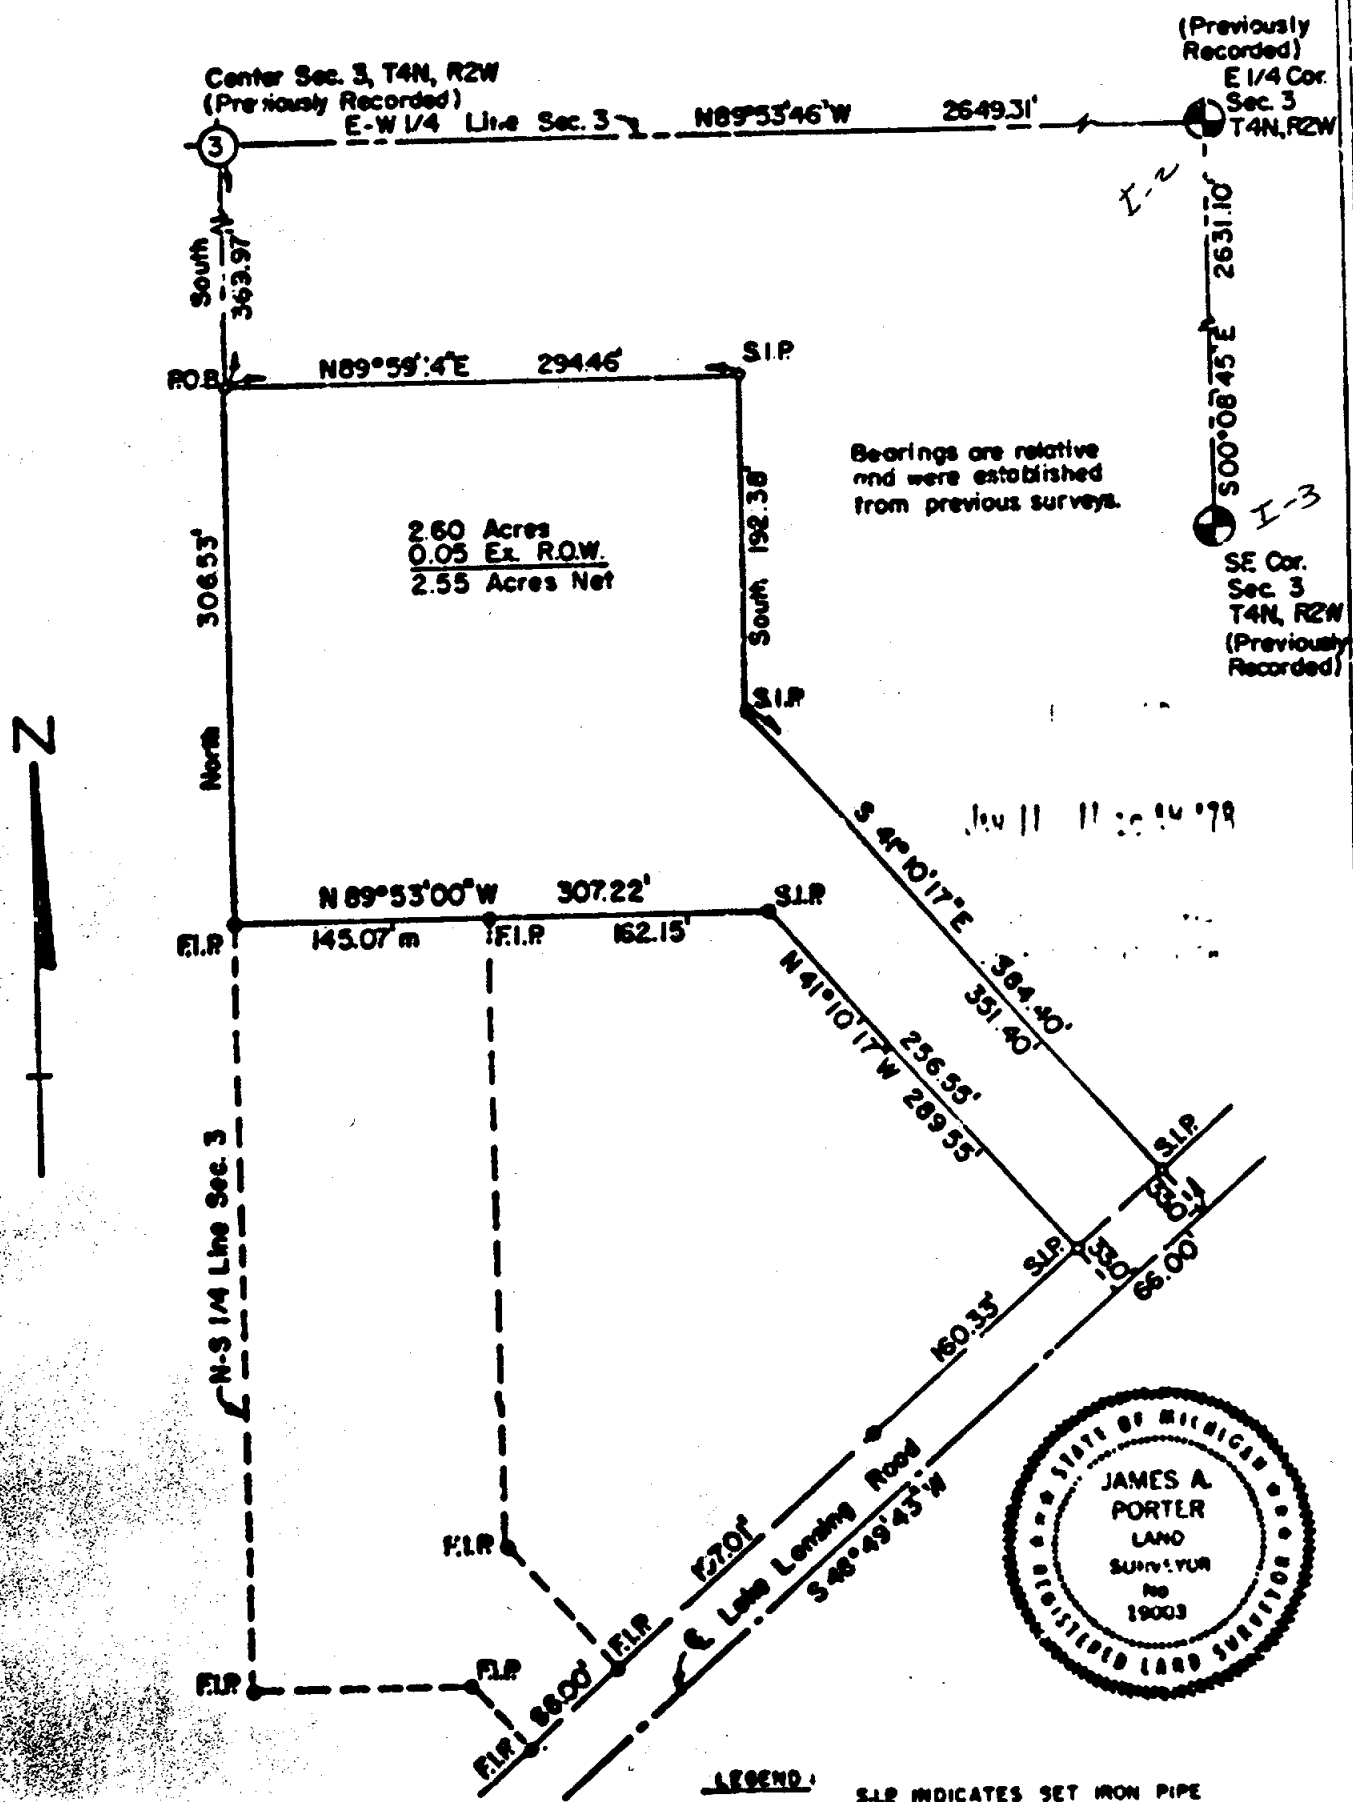 (Previously
Recorded)
E 1/4 Cor.
Sec. 3
T4N, R2W
Center Sec. 3, T4N, R2W
(Previously Recorded)
E-W 1/4 Line Sec. 3
N89°53'46"W 2649.31'
3
I-2
South
363.97'
2631.10'
S00°08'45"E
I-3
SE Cor.
Sec. 3
T4N, R2W
(Previously
Recorded)
P.O.B.
294.46'
S.I.P.
Bearings are relative
and were established
from previous surveys.
2.60 Acres
0.05 Ex. R.O.W.
2.55 Acres Net
South 192.38'
North 306.53'
S.I.P.
N
S 41°10'17"E
384.40'
351.40'
N 89°53'00"W 307.22'
S.I.P.
F.I.P.
145.07'm
F.I.P.
162.15'
N 41°10'17"W
256.55'
289.55'
N-S 1/4 Line Sec. 3
S.I.P.
33.0'
S.I.P.
33.0'
66.00'
160.33'
Lake Lansing Road
S 48°49'43"W
F.I.P.
F.I.P.
F.I.P.
F.I.P.
66.00'
F.I.P.
STATE OF MICHIGAN
REGISTERED LAND SURVEYOR
JAMES A.
PORTER
LAND
SURVEYOR
No
19003
LEGEND:
S.I.P. INDICATES SET IRON PIPE